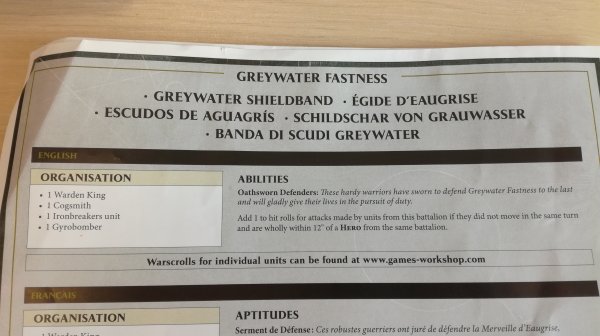 GREYWATER FASTNESS
· GREYWATER SHIELDBAND · ÉGIDE D'EAUGRISE
· ESCUDOS DE AGUAGRÍS · SCHILDSCHAR VON GRAUWASSER
· BANDA DI SCUDI GREYWATER
ENGLISH
ORGANISATION
• 1 Warden King
• 1 Cogsmith
• 1 Ironbreakers unit
• 1 Gyrobomber
ABILITIES
Oathsworn Defenders: These hardy warriors have sworn to defend Greywater Fastness to the last
and will gladly give their lives in the pursuit of duty.
Add 1 to hit rolls for attacks made by units from this battalion if they did not move in the same turn
and are wholly within 12" of a HERO from the same battalion.
Warscrolls for individual units can be found at www.games-workshop.com
FRANÇAIS
ORGANISATION
• 1 Warden King
APTITUDES
Serment de Défense: Ces robustes guerriers ont juré de défendre la Merveille d'Eaugrise,